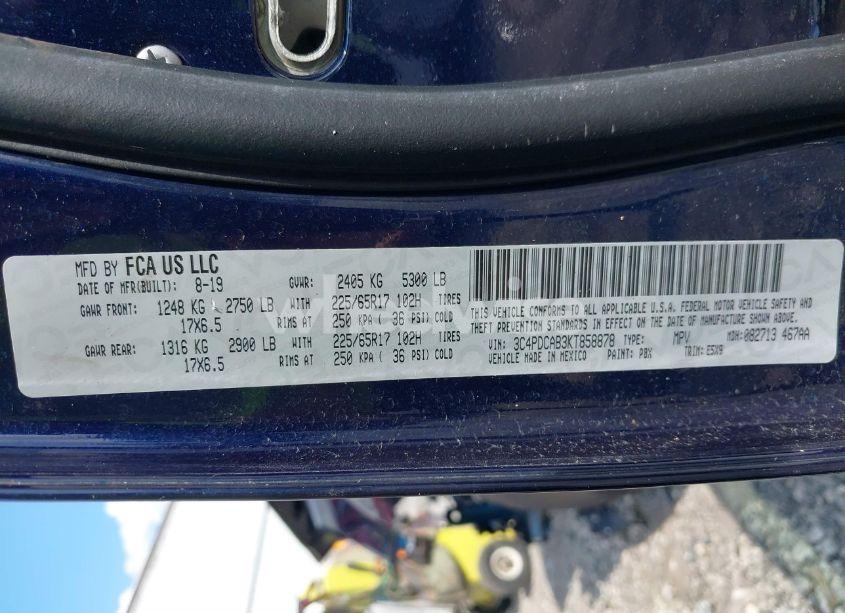 MFD BY FCA US LLC
DATE OF MFR(BUILT): 8-19 GVWR: 2405 KG 5300 LB
GAWR FRONT: 1248 KG 2750 LB WITH 225/65R17 102H TIRES
17X6.5 RIMS AT 250 KPA ( 36 PSI) COLD
GAWR REAR: 1316 KG 2900 LB WITH 225/65R17 102H TIRES
17X6.5 RIMS AT 250 KPA ( 36 PSI) COLD
THIS VEHICLE CONFORMS TO ALL APPLICABLE U.S.A. FEDERAL MOTOR VEHICLE SAFETY AND
THEFT PREVENTION STANDARDS IN EFFECT ON THE DATE OF MANUFACTURE SHOWN ABOVE.
VIN: 3C4PDCAB3KT858878 TYPE: MPV MDH: 082713 467AA
VEHICLE MADE IN MEXICO PAINT: PBX TRIM: E5X9